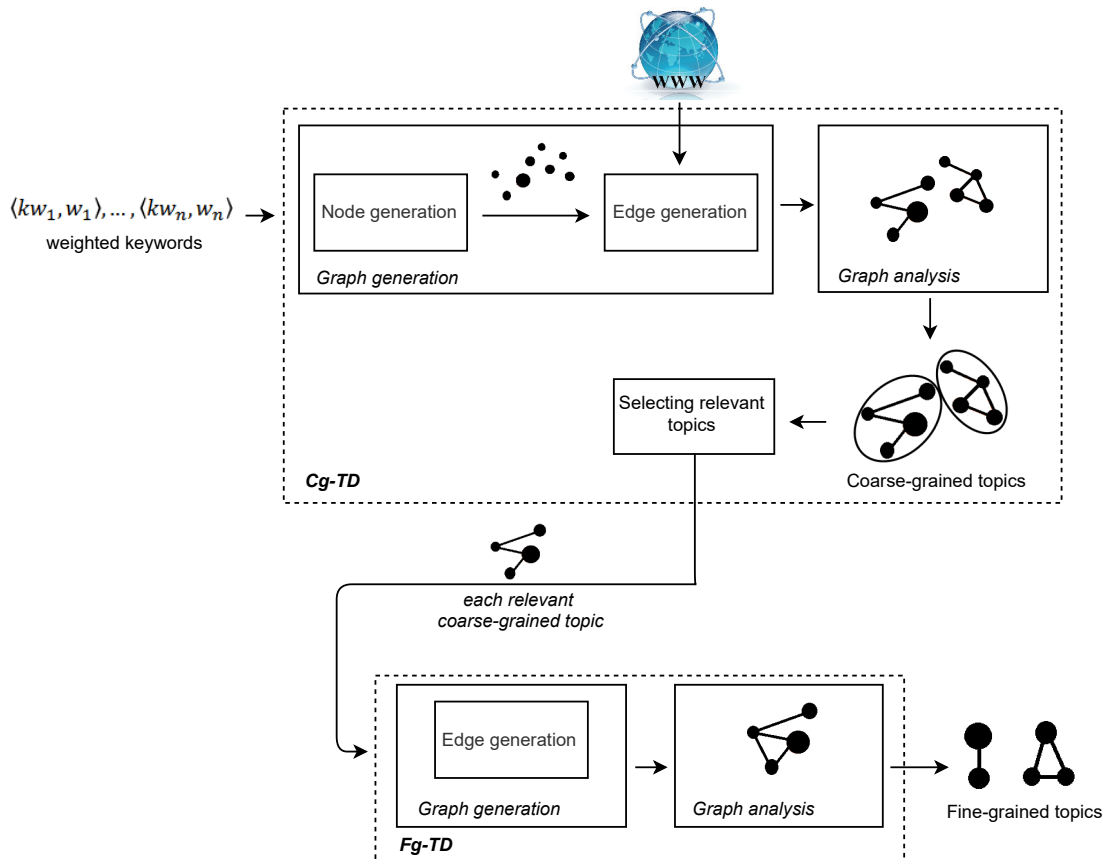 WWW
⟨kw₁, w₁⟩, … , ⟨kwₙ, wₙ⟩
weighted keywords
Node generation
Edge generation
Graph generation
Graph analysis
Selecting relevant
topics
Coarse-grained topics
Cg-TD
each relevant
coarse-grained topic
Edge generation
Graph generation
Graph analysis
Fg-TD
Fine-grained topics